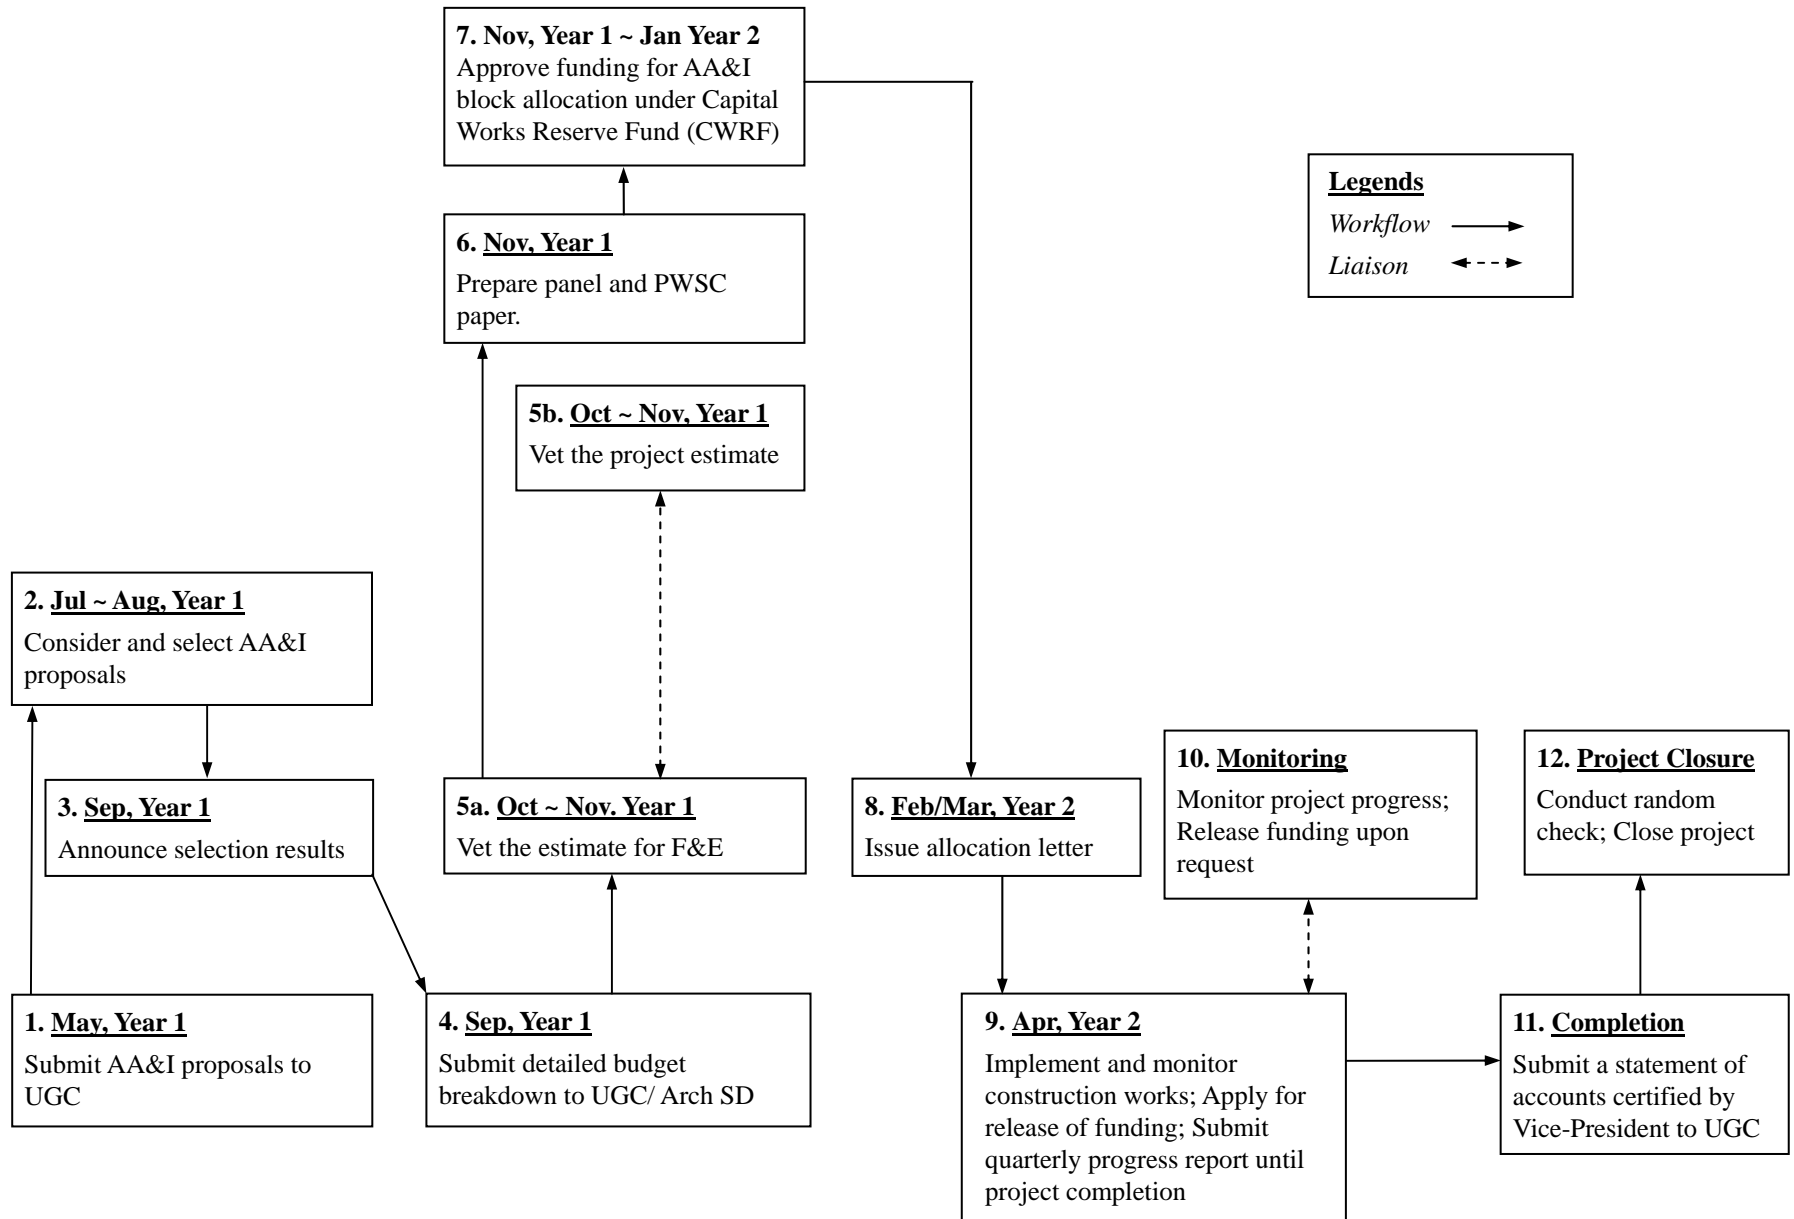 7. Nov, Year 1 ~ Jan Year 2
Approve funding for AA&I
block allocation under Capital
Works Reserve Fund (CWRF)
Legends
Workflow
Liaison
6. Nov, Year 1
Prepare panel and PWSC
paper.
5b. Oct ~ Nov, Year 1
Vet the project estimate
2. Jul ~ Aug, Year 1
Consider and select AA&I
proposals
3. Sep, Year 1
Announce selection results
5a. Oct ~ Nov. Year 1
Vet the estimate for F&E
8. Feb/Mar, Year 2
Issue allocation letter
10. Monitoring
Monitor project progress;
Release funding upon
request
12. Project Closure
Conduct random
check; Close project
1. May, Year 1
Submit AA&I proposals to
UGC
4. Sep, Year 1
Submit detailed budget
breakdown to UGC/ Arch SD
9. Apr, Year 2
Implement and monitor
construction works; Apply for
release of funding; Submit
quarterly progress report until
project completion
11. Completion
Submit a statement of
accounts certified by
Vice-President to UGC